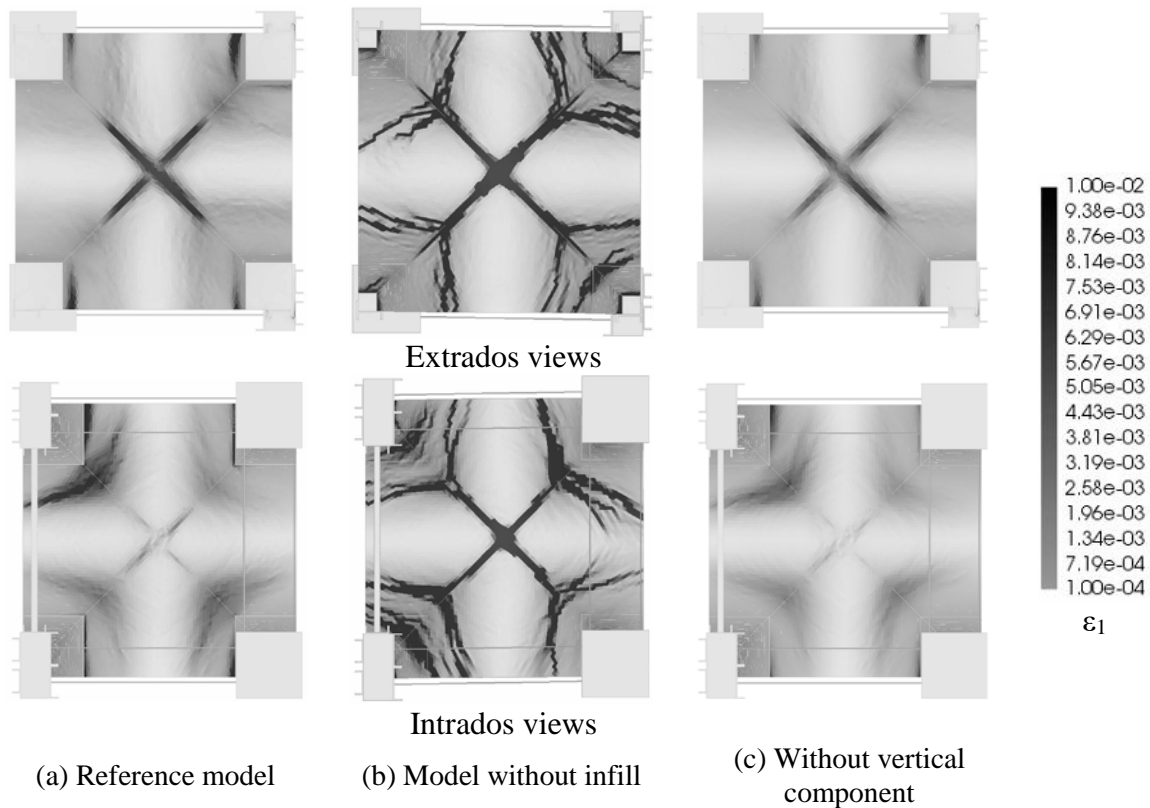 Extrados views
1.00e-02
9.38e-03
8.76e-03
8.14e-03
7.53e-03
6.91e-03
6.29e-03
5.67e-03
5.05e-03
4.43e-03
3.81e-03
3.19e-03
2.58e-03
1.96e-03
1.34e-03
7.19e-04
1.00e-04
ε1
Intrados views
(a) Reference model
(b) Model without infill
(c) Without vertical
component